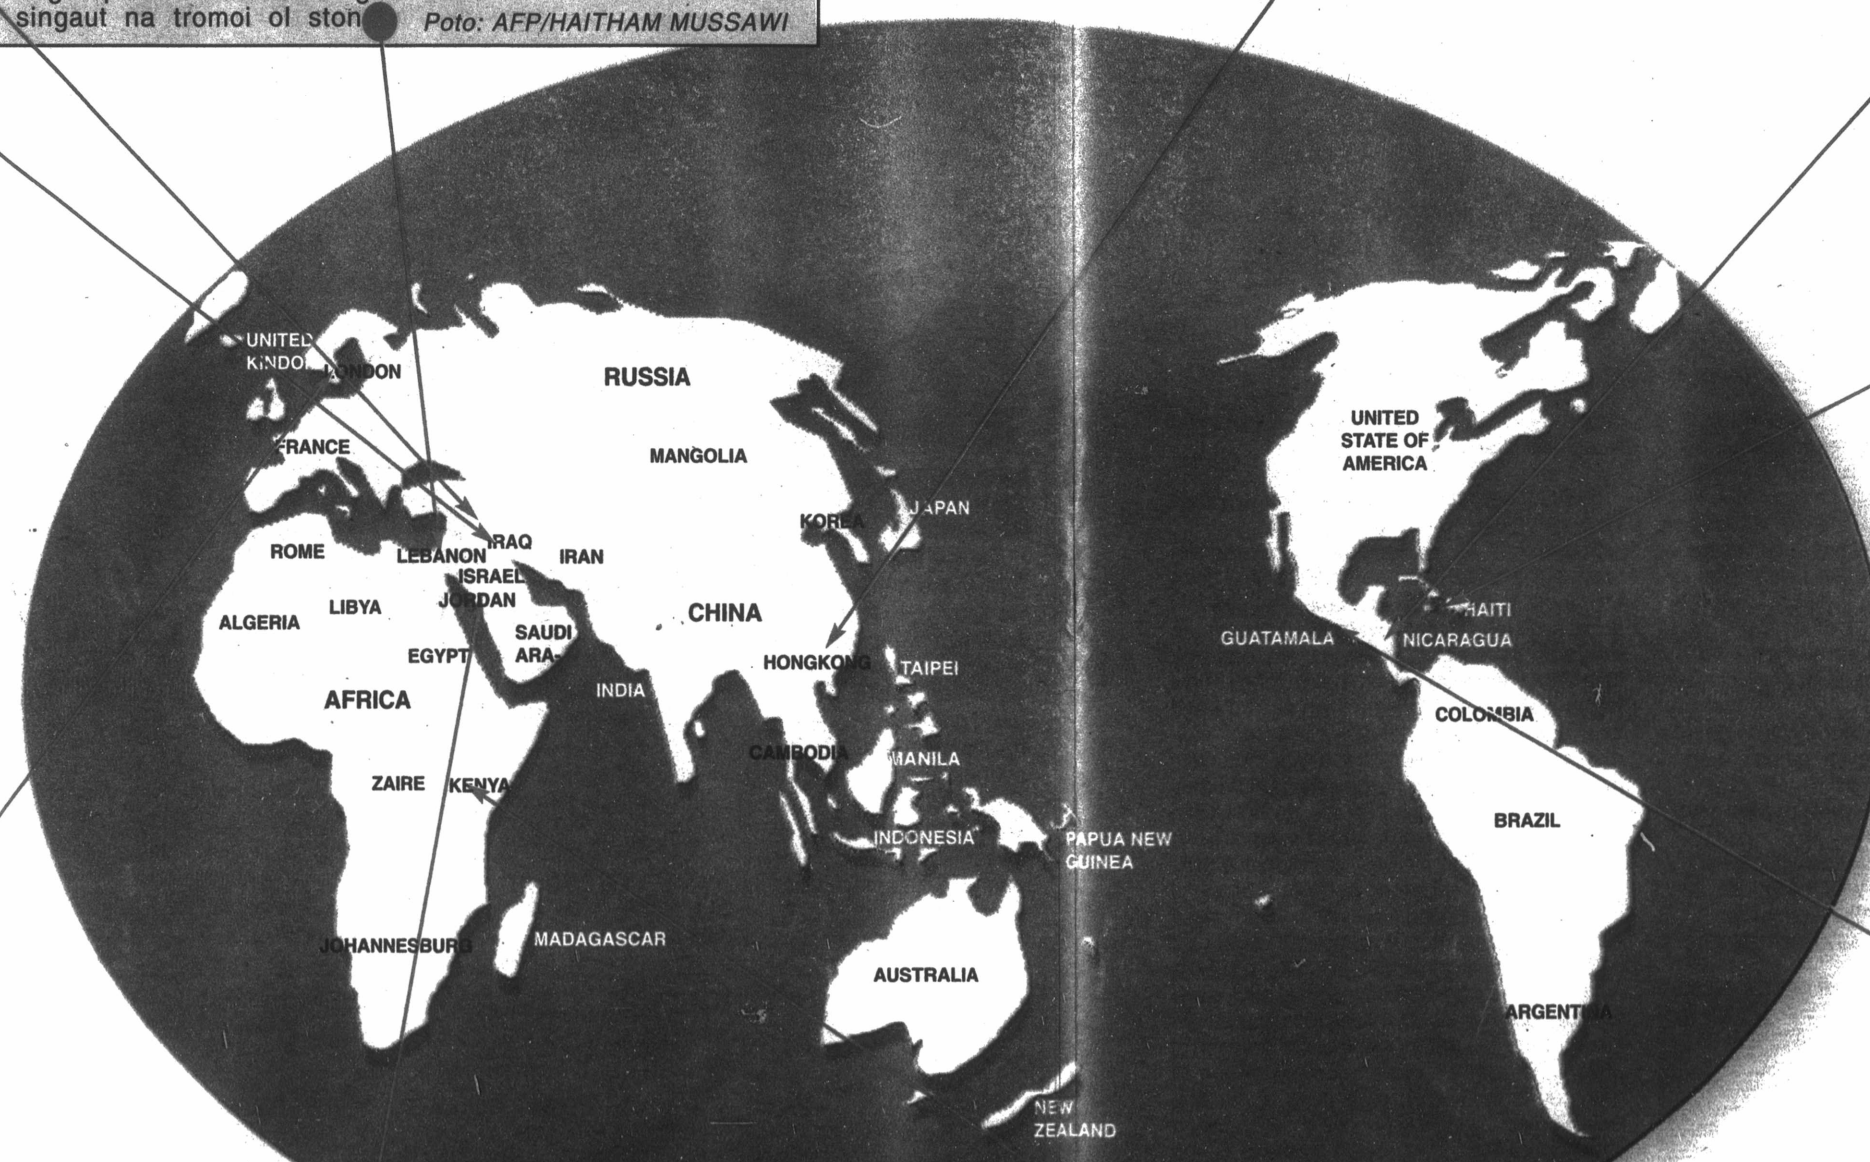 singaut na tromoi ol ston
Poto: AFP/HAITHAM MUSSAWI
UNITED
KINDO
LONDON
RUSSIA
FRANCE
MANGOLIA
UNITED
STATE OF
AMERICA
JAPAN
KOREA
ROME
LEBANON
IRAQ
IRAN
ISRAEL
JORDAN
ALGERIA
LIBYA
CHINA
SAUDI
ARA-
EGYPT
HONGKONG
TAIPEI
INDIA
AFRICA
HAITI
GUATAMALA
NICARAGUA
COLOMBIA
CAMBODIA
MANILA
ZAIRE
KENYA
INDONESIA
PAPUA NEW
GUINEA
BRAZIL
JOHANNESBURG
MADAGASCAR
AUSTRALIA
ARGENTINA
NEW
ZEALAND